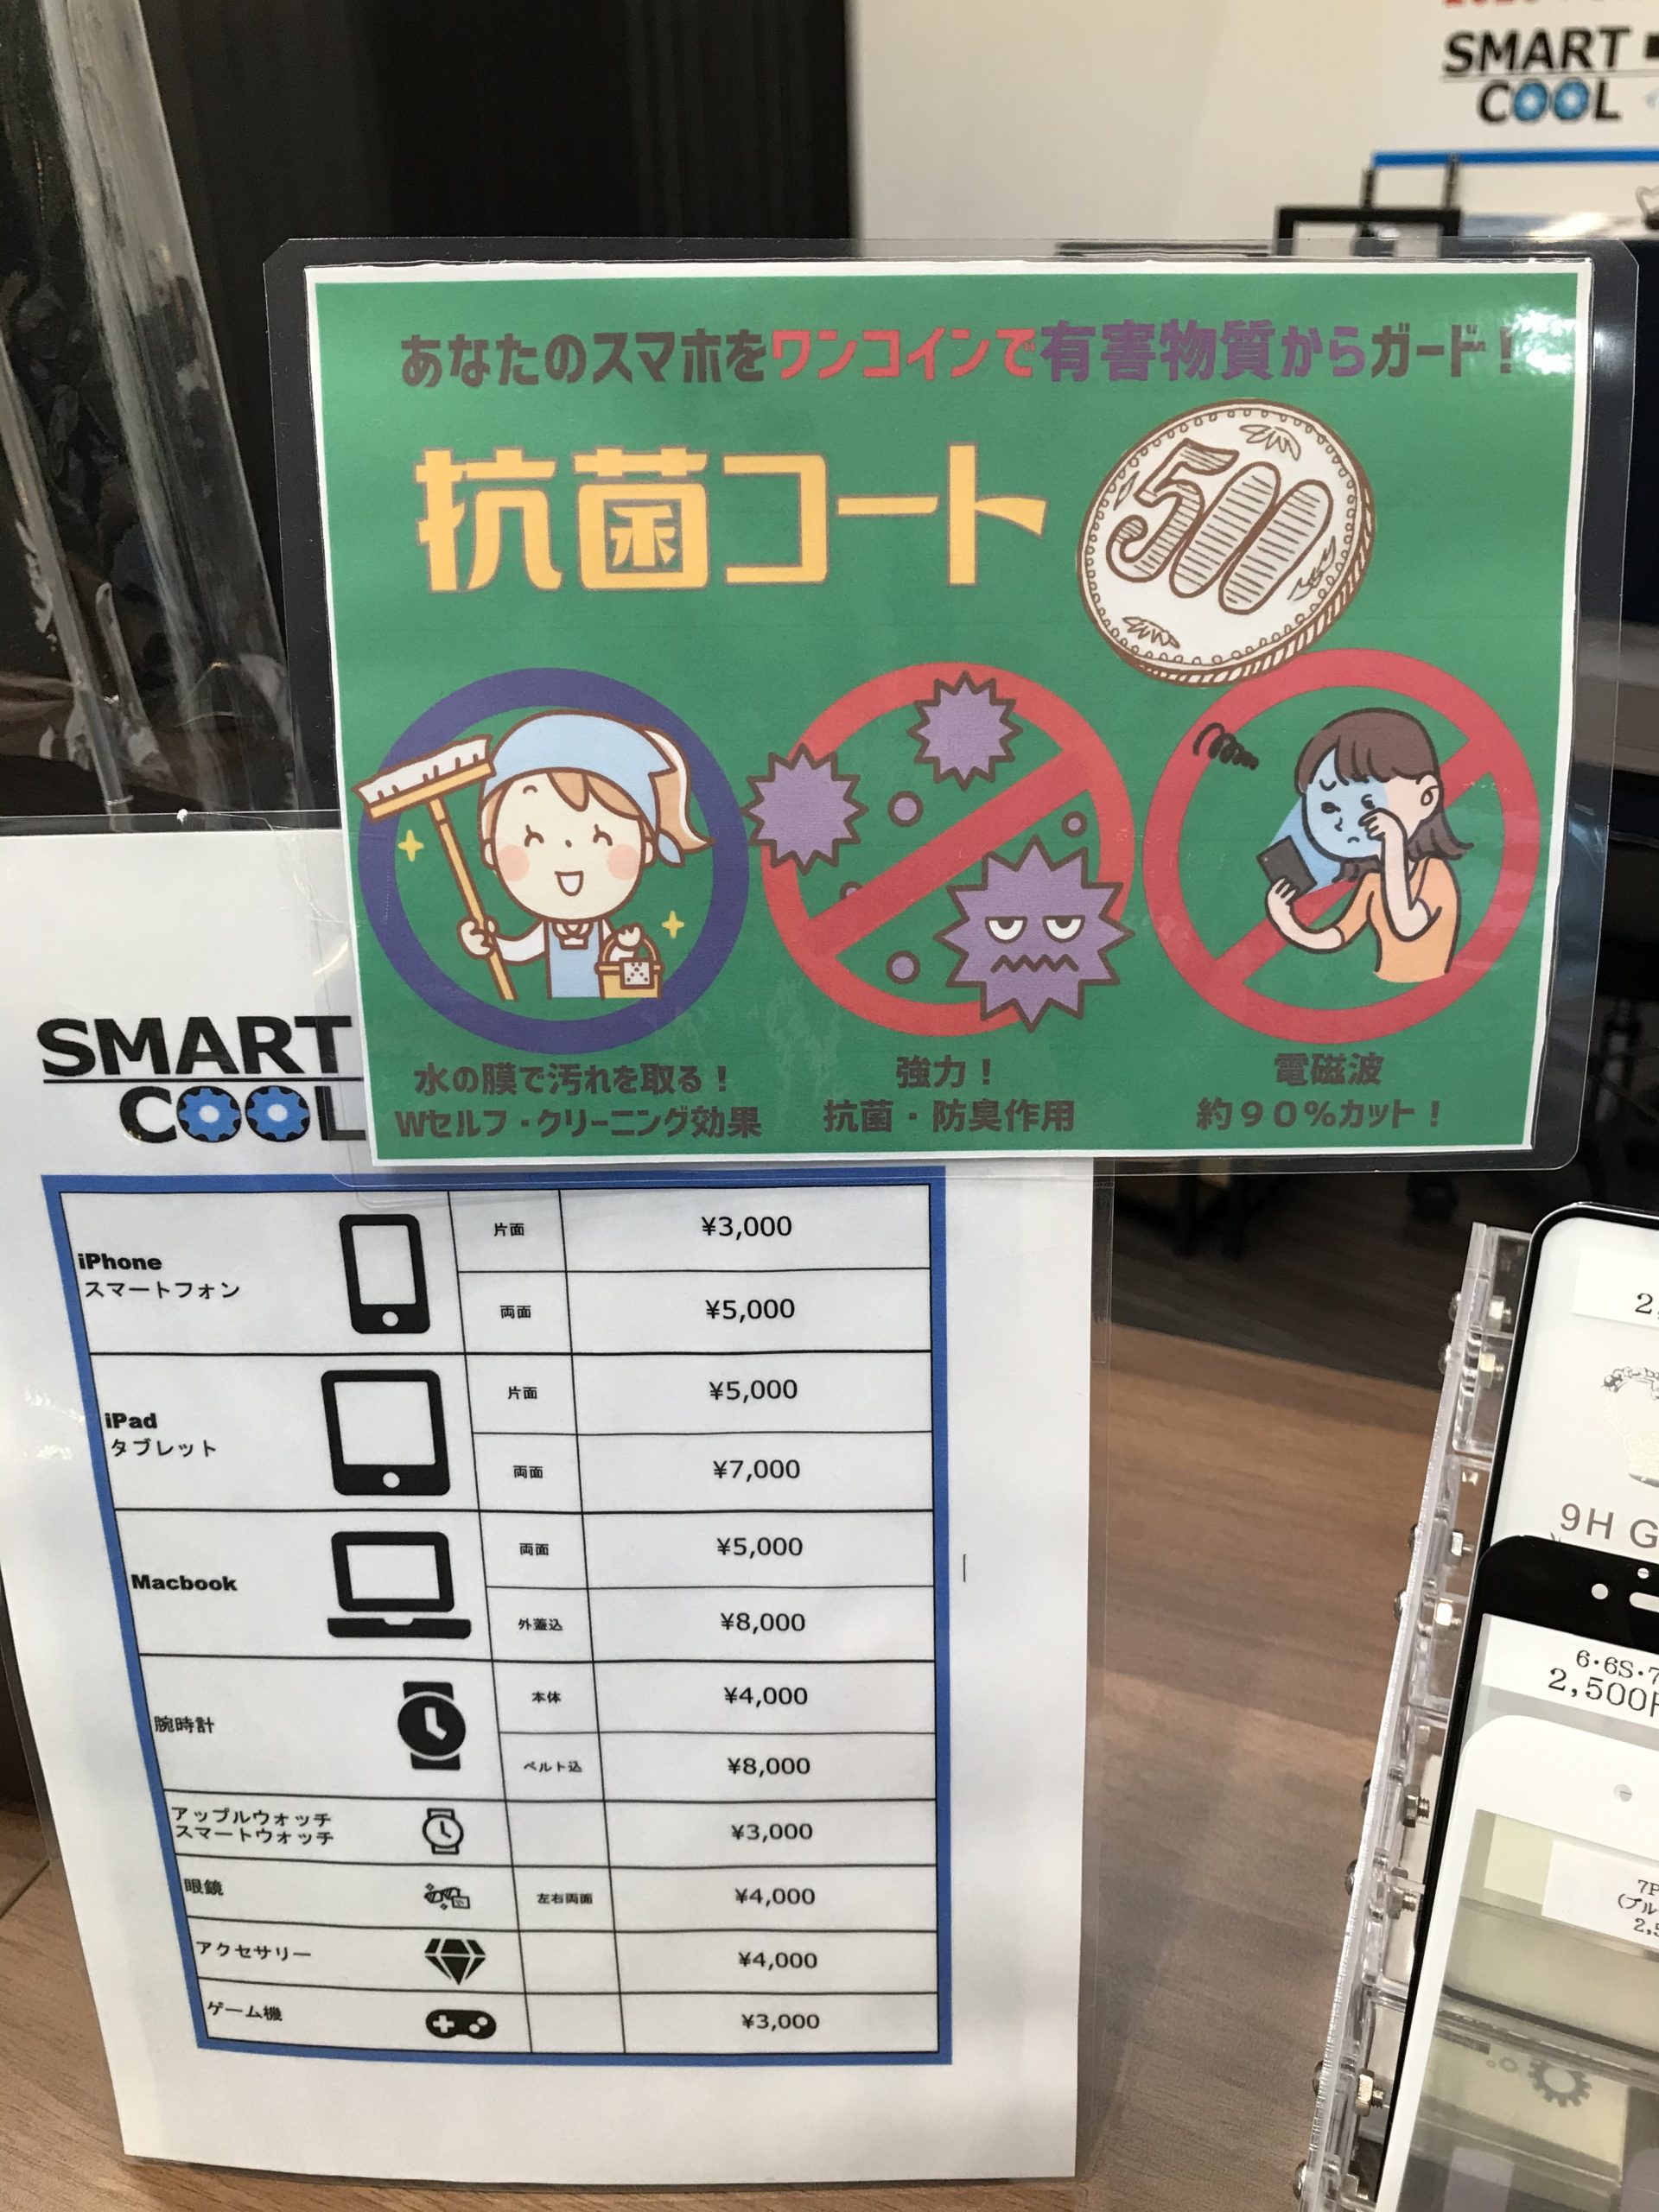 SMART
COOL
あなたのスマホをワンコインで有害物質からガード!
抗菌コート
500
水の膜で汚れを取る!
Wセルフ・クリーニング効果
強力!
抗菌・防臭作用
電磁波
約90%カット!
SMART
COOL
iPhone
スマートフォン
片面 ¥3,000
両面 ¥5,000
iPad
タブレット
片面 ¥5,000
両面 ¥7,000
Macbook
両面 ¥5,000
外蓋込 ¥8,000
腕時計
本体 ¥4,000
ベルト込 ¥8,000
アップルウォッチ
スマートウォッチ
¥3,000
眼鏡 左右両面 ¥4,000
アクセサリー ¥4,000
ゲーム機 ¥3,000
9H G
6・6S・7
2,500
7P